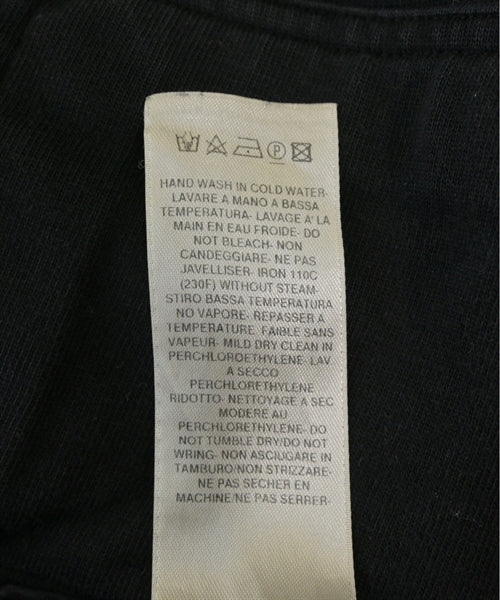 P
HAND WASH IN COLD WATER-
LAVARE A MANO A BASSA
TEMPERATURA- LAVAGE A' LA
MAIN EN EAU FROIDE- DO
NOT BLEACH- NON
CANDEGGIARE- NE PAS
JAVELLISER- IRON 110C
(230F) WITHOUT STEAM-
STIRO BASSA TEMPERATURA
NO VAPORE- REPASSER A
TEMPERATURE. FAIBLE SANS
VAPEUR- MILD DRY CLEAN IN
PERCHLOROETHYLENE- LAV
A SECCO
PERCHLORETHYLENE
RIDOTTO- NETTOYAGE A SEC
MODERE AU
PERCHLORETHYLENE- DO
NOT TUMBLE DRY/DO NOT
WRING- NON ASCIUGARE IN
TAMBURO/NON STRIZZARE-
NE PAS SECHER EN
MACHINE/NE PAS SERRER-